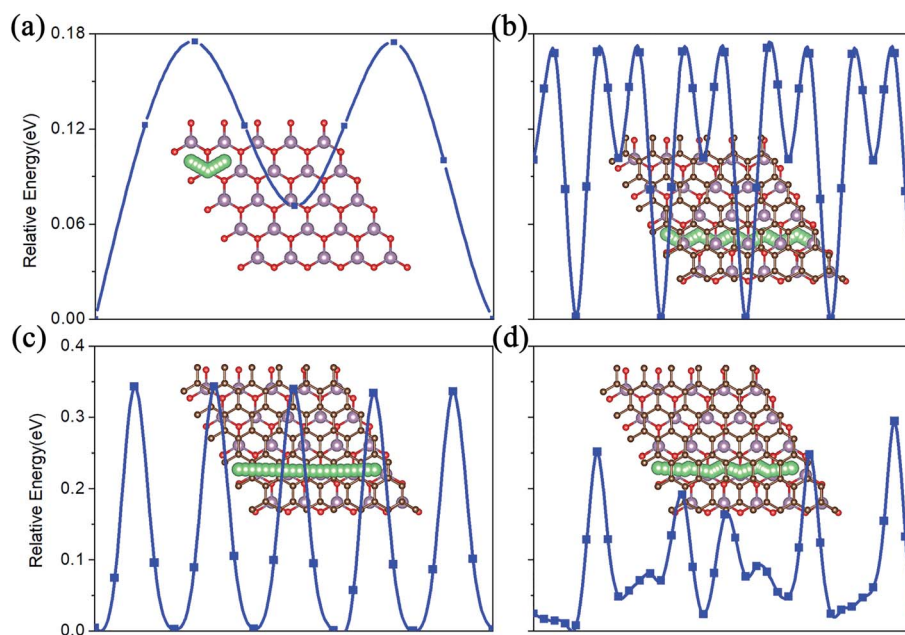 (a)
(b)
0.18
0.12
0.06
0.00
Relative Energy(eV)
(c)
(d)
0.4
0.3
0.2
0.1
0.0
Relative Energy(eV)